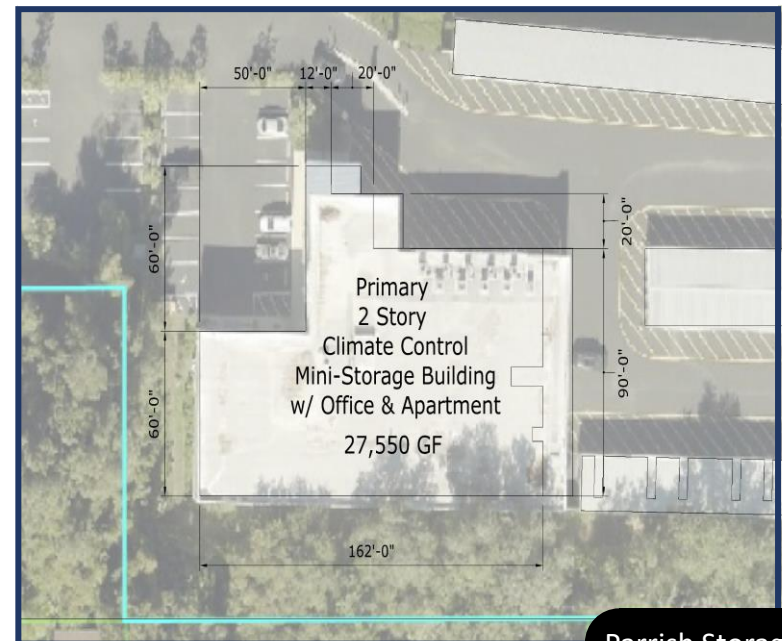 50'-0" 12'-0" 20'-0"
60'-0"
20'-0"
Primary
2 Story
Climate Control
Mini-Storage Building
w/ Office & Apartment
27,550 GF
60'-0"
90'-0"
162'-0"